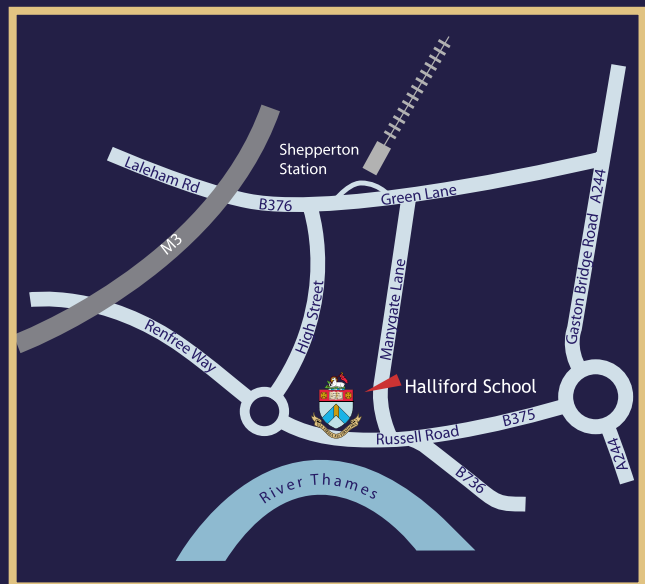 Shepperton
Station
Laleham Rd
B376
Green Lane
A244
M3
High Street
Manygate Lane
Gaston Bridge Road
Renfree Way
Halliford School
B375
Russell Road
A244
B736
River Thames